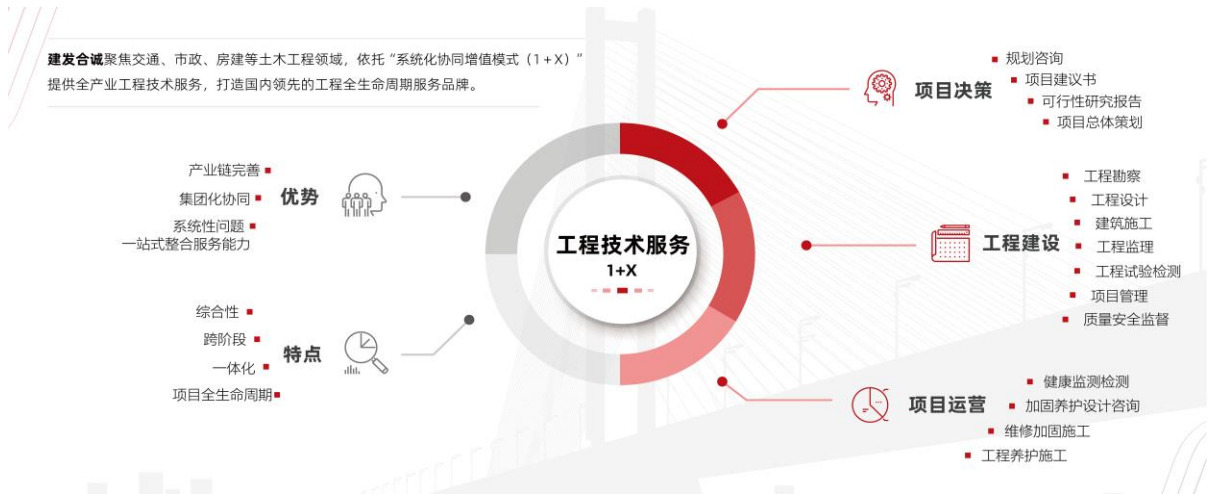 建发合诚聚焦交通、市政、房建等土木工程领域，依托“系统化协同增值模式（1+X）”
提供全产业工程技术服务，打造国内领先的工程全生命周期服务品牌。
产业链完善
集团化协同
系统性问题
一站式整合服务能力
优势
综合性
跨阶段
一体化
项目全生命周期
特点
工程技术服务
1+X
项目决策
规划咨询
项目建议书
可行性研究报告
项目总体策划
工程建设
工程勘察
工程设计
建筑施工
工程监理
工程试验检测
项目管理
质量安全监督
项目运营
健康监测检测
加固养护设计咨询
维修加固施工
工程养护施工